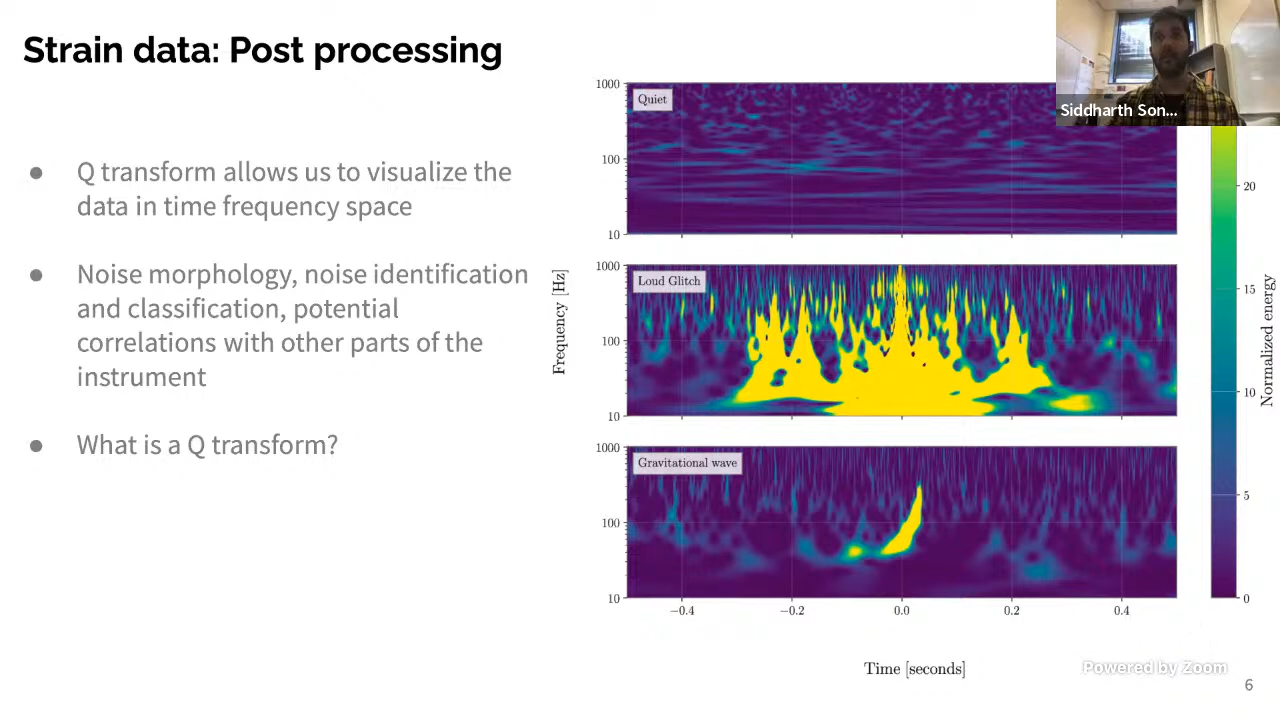 Strain data: Post processing
Siddharth Son...
● Q transform allows us to visualize the
data in time frequency space
● Noise morphology, noise identification
and classification, potential
correlations with other parts of the
instrument
● What is a Q transform?
1000
100
10
Quiet
1000
100
10
Loud Glitch
1000
100
10
Gravitational wave
Frequency [Hz]
−0.4
−0.2
0.0
0.2
0.4
Time [seconds]
20
15
10
5
0
Normalized energy
Powered by Zoom
6